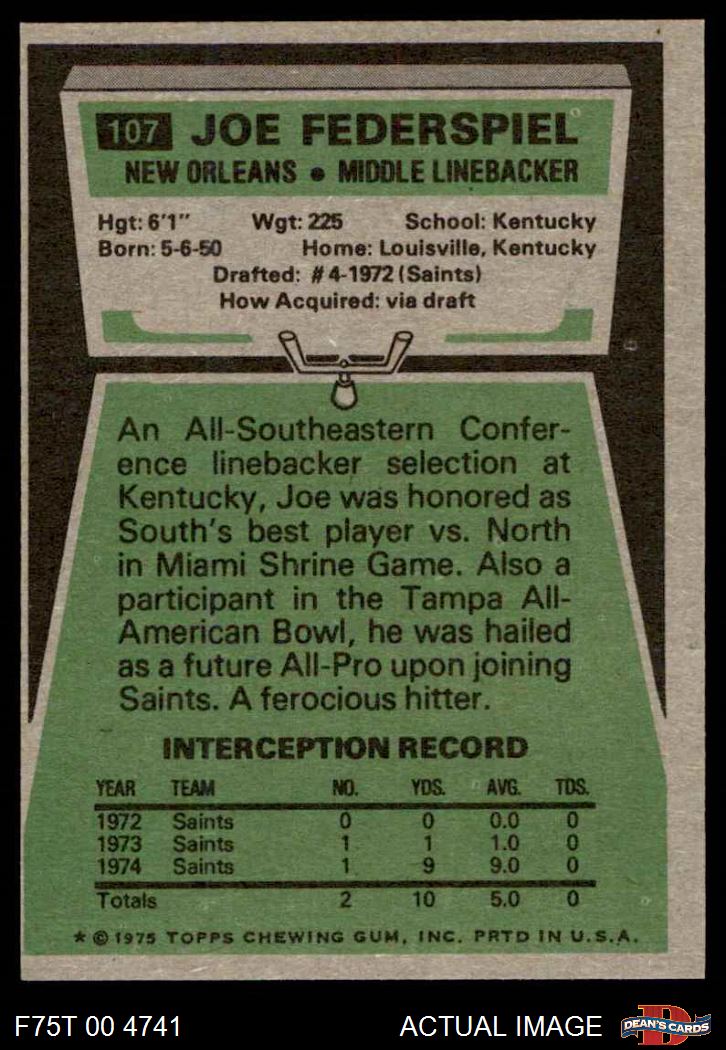 107 JOE FEDERSPIEL
NEW ORLEANS • MIDDLE LINEBACKER
Hgt: 6'1" Wgt: 225 School: Kentucky
Born: 5-6-50 Home: Louisville, Kentucky
Drafted: #4-1972 (Saints)
How Acquired: via draft
An All-Southeastern Confer-
ence linebacker selection at
Kentucky, Joe was honored as
South's best player vs. North
in Miami Shrine Game. Also a
participant in the Tampa All-
American Bowl, he was hailed
as a future All-Pro upon joining
Saints. A ferocious hitter.
INTERCEPTION RECORD
YEAR TEAM NO. YDS. AVG. TDS.
1972 Saints 0 0 0.0 0
1973 Saints 1 1 1.0 0
1974 Saints 1 9 9.0 0
Totals 2 10 5.0 0
* © 1975 TOPPS CHEWING GUM, INC. PRTD IN U.S.A.
F75T 00 4741 ACTUAL IMAGE D DEAN'S CARDS